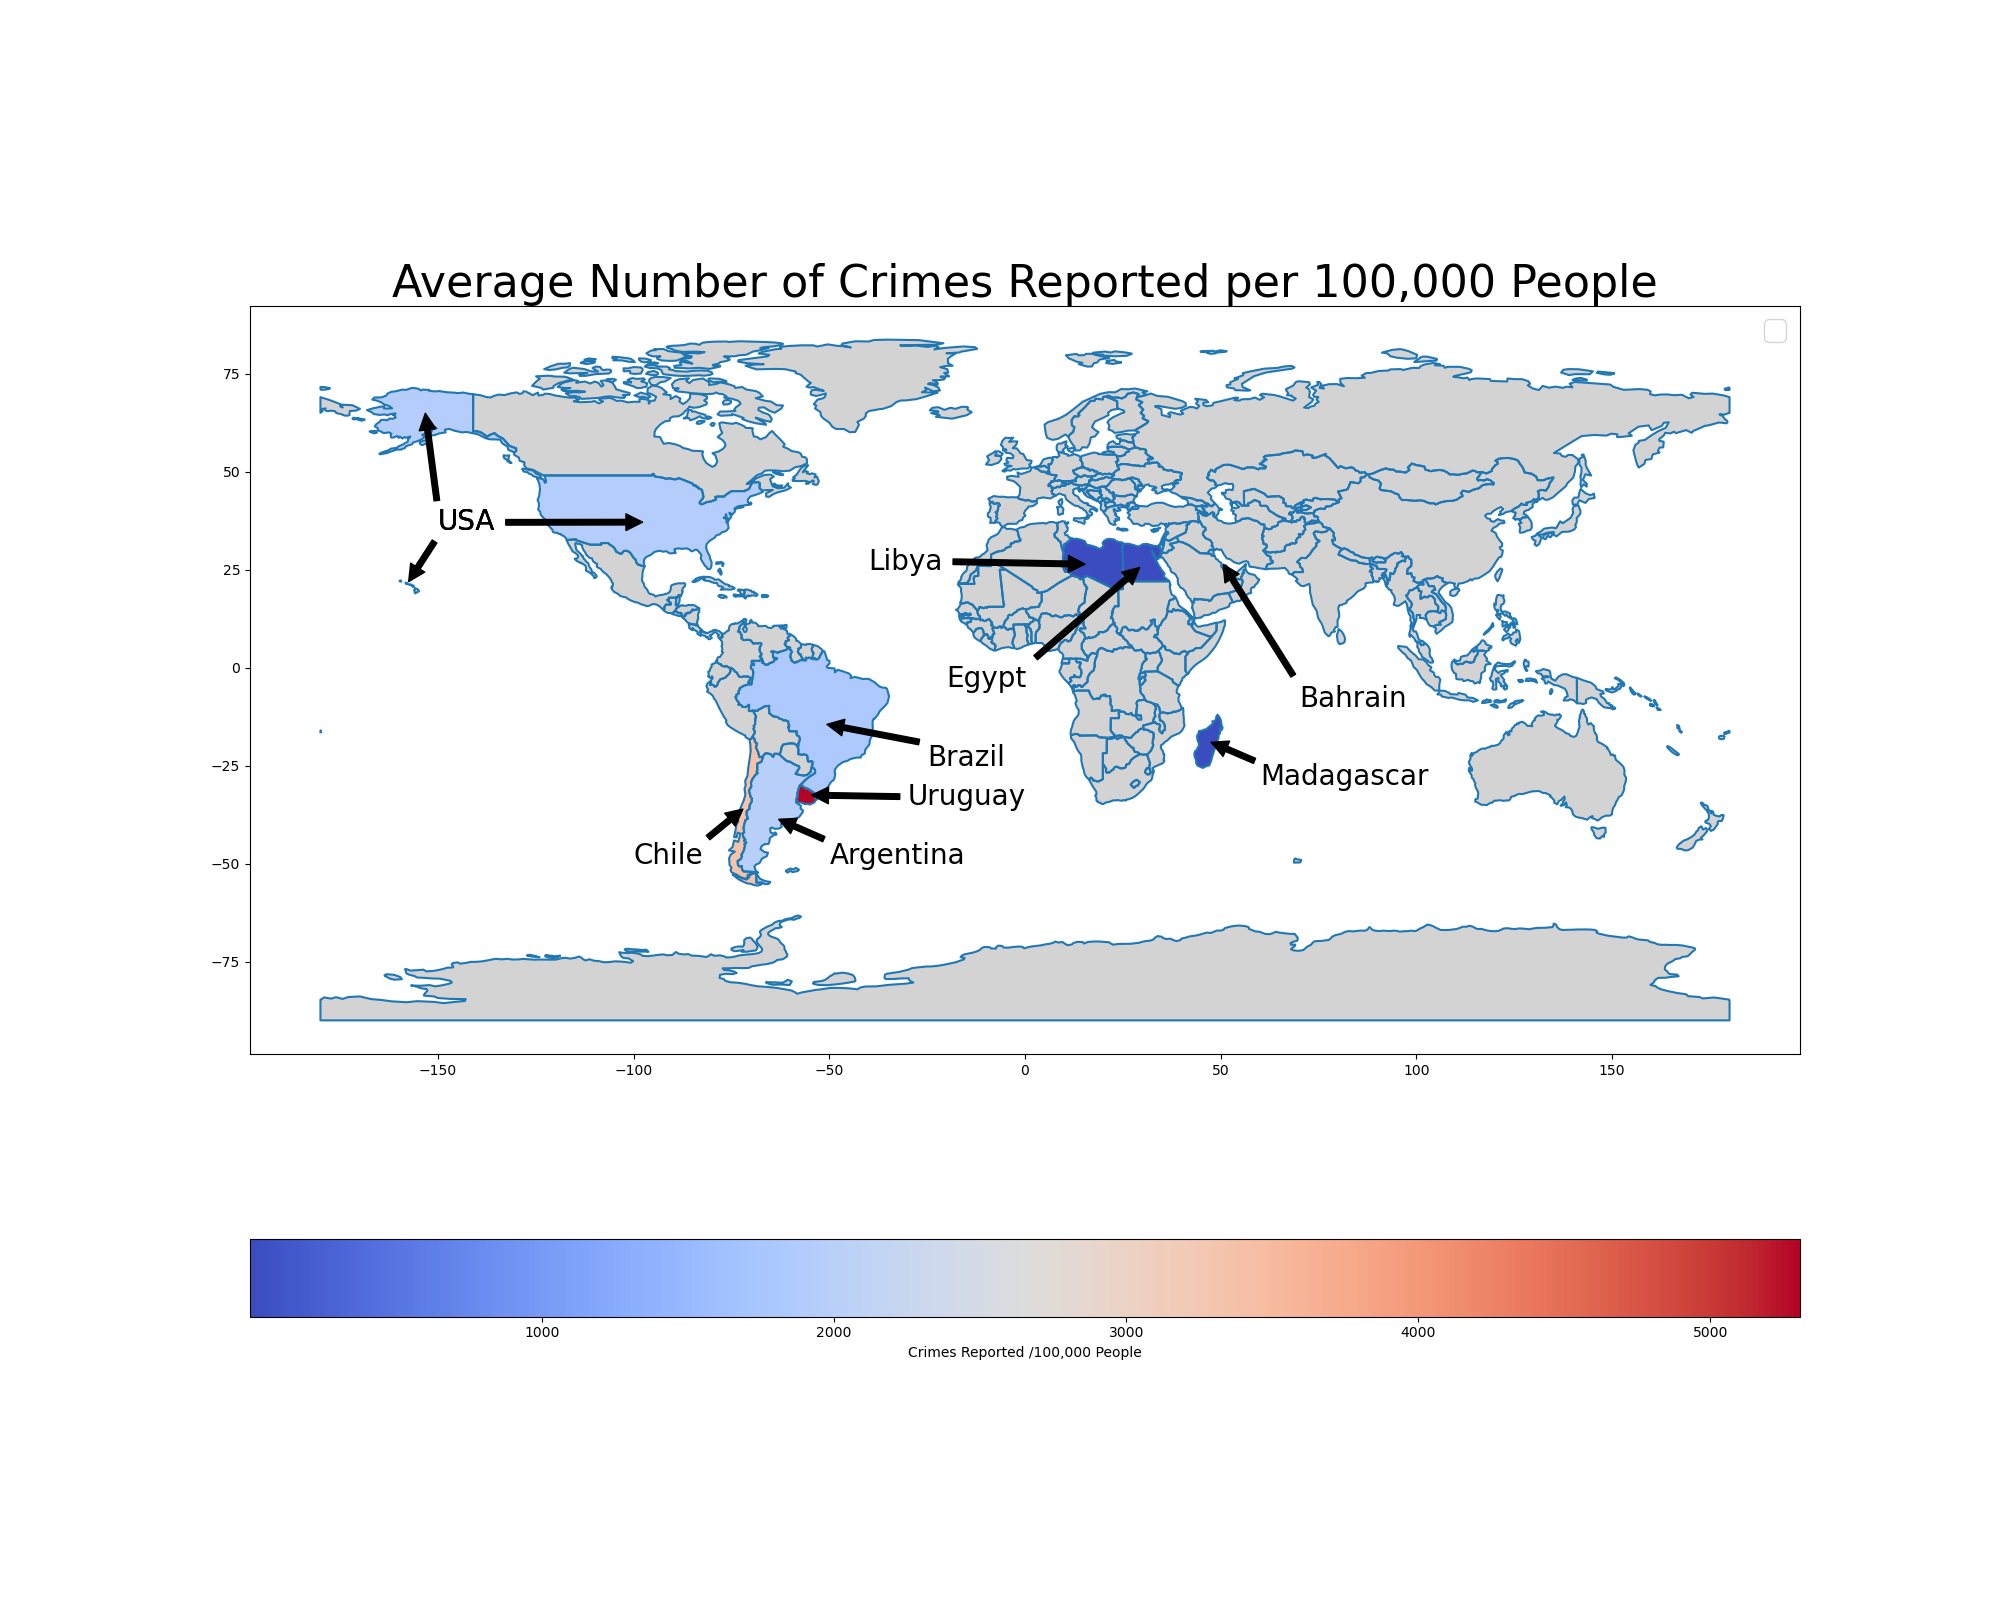 Average Number of Crimes Reported per 100,000 People
75
50
25
0
−25
−50
−75
USA
Libya
Egypt
Bahrain
Brazil
Madagascar
Uruguay
Chile
Argentina
−150 −100 −50 0 50 100 150
1000 2000 3000 4000 5000
Crimes Reported /100,000 People